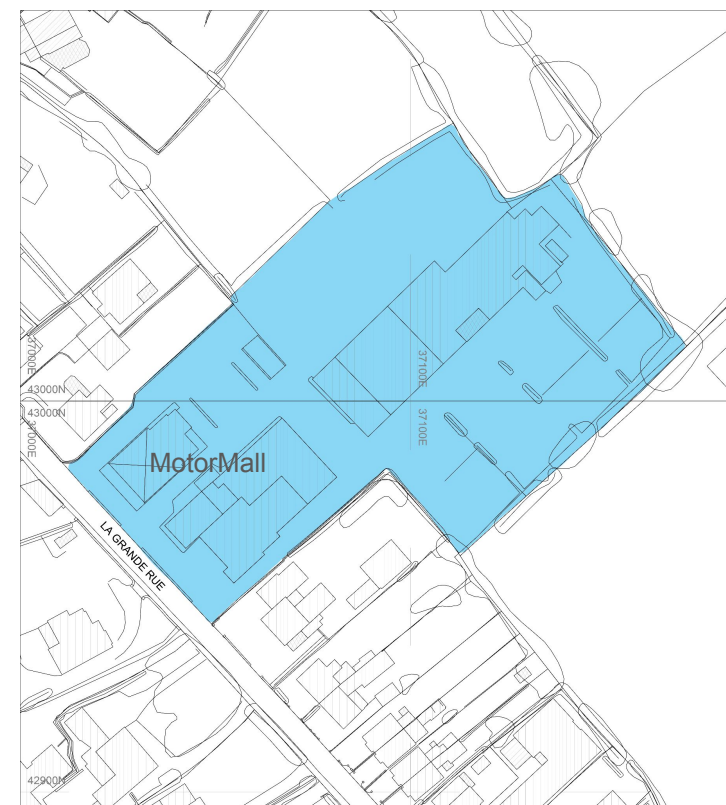 37000E
43000N
43000N
37000E
37100E
37100E
MotorMall
LA GRANDE RUE
42900N